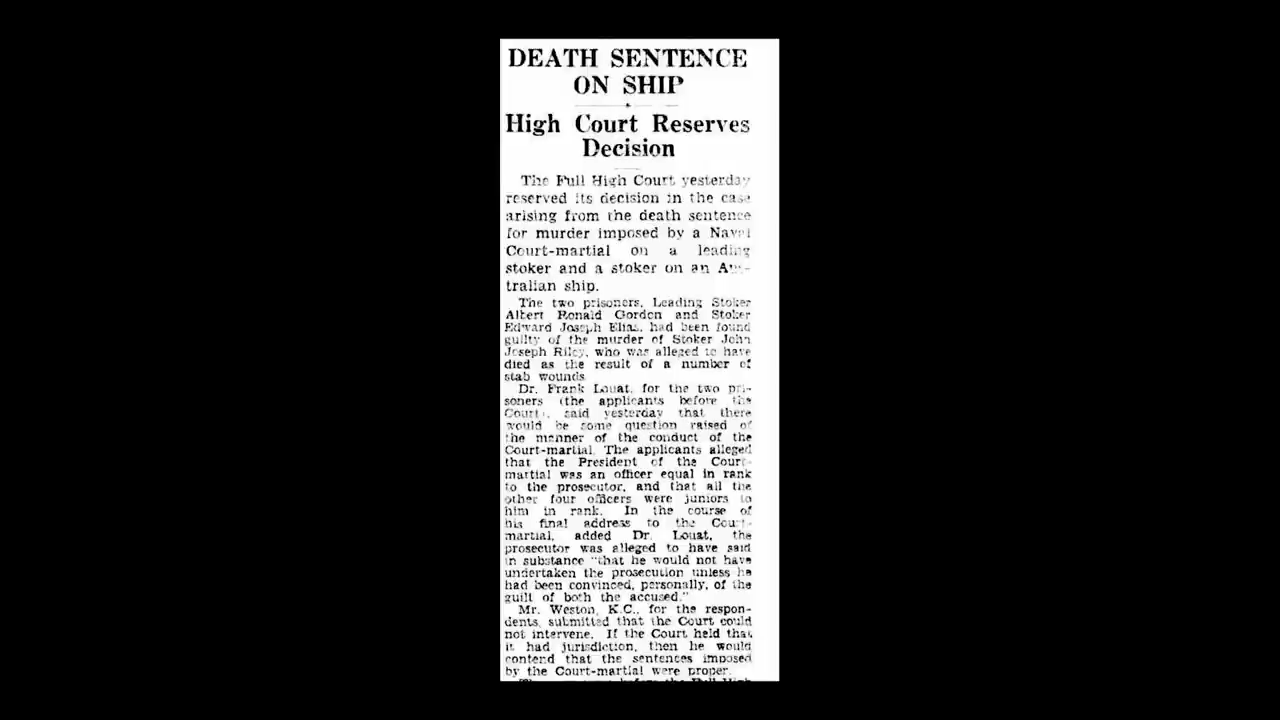 DEATH SENTENCE
ON SHIP
High Court Reserves
Decision
The Full High Court yesterday
reserved its decision in the case
arising from the death sentence
for murder imposed by a Naval
Court-martial on a leading
stoker and a stoker on an Aus-
tralian ship.
The two prisoners, Leading Stoker
Albert Ronald Gordon and Stoker
Edward Joseph Elias, had been found
guilty of the murder of Stoker John
Joseph Riley, who was alleged to have
died as the result of a number of
stab wounds
Dr. Frank Louat, for the two pri-
soners (the applicants before the
Court), said yesterday that there
would be some question raised of
the manner of the conduct of the
Court-martial. The applicants alleged
that the President of the Court-
martial was an officer equal in rank
to the prosecutor, and that all the
other four officers were juniors to
him in rank. In the course of
his final address to the Court-
martial, added Dr. Louat, the
prosecutor was alleged to have said
in substance "that he would not have
undertaken the prosecution unless he
had been convinced, personally, of the
guilt of both the accused."
Mr. Weston, K.C., for the respon-
dents, submitted that the Court could
not intervene. If the Court held that
it had jurisdiction, then he would
contend that the sentences imposed
by the Court-martial were proper.